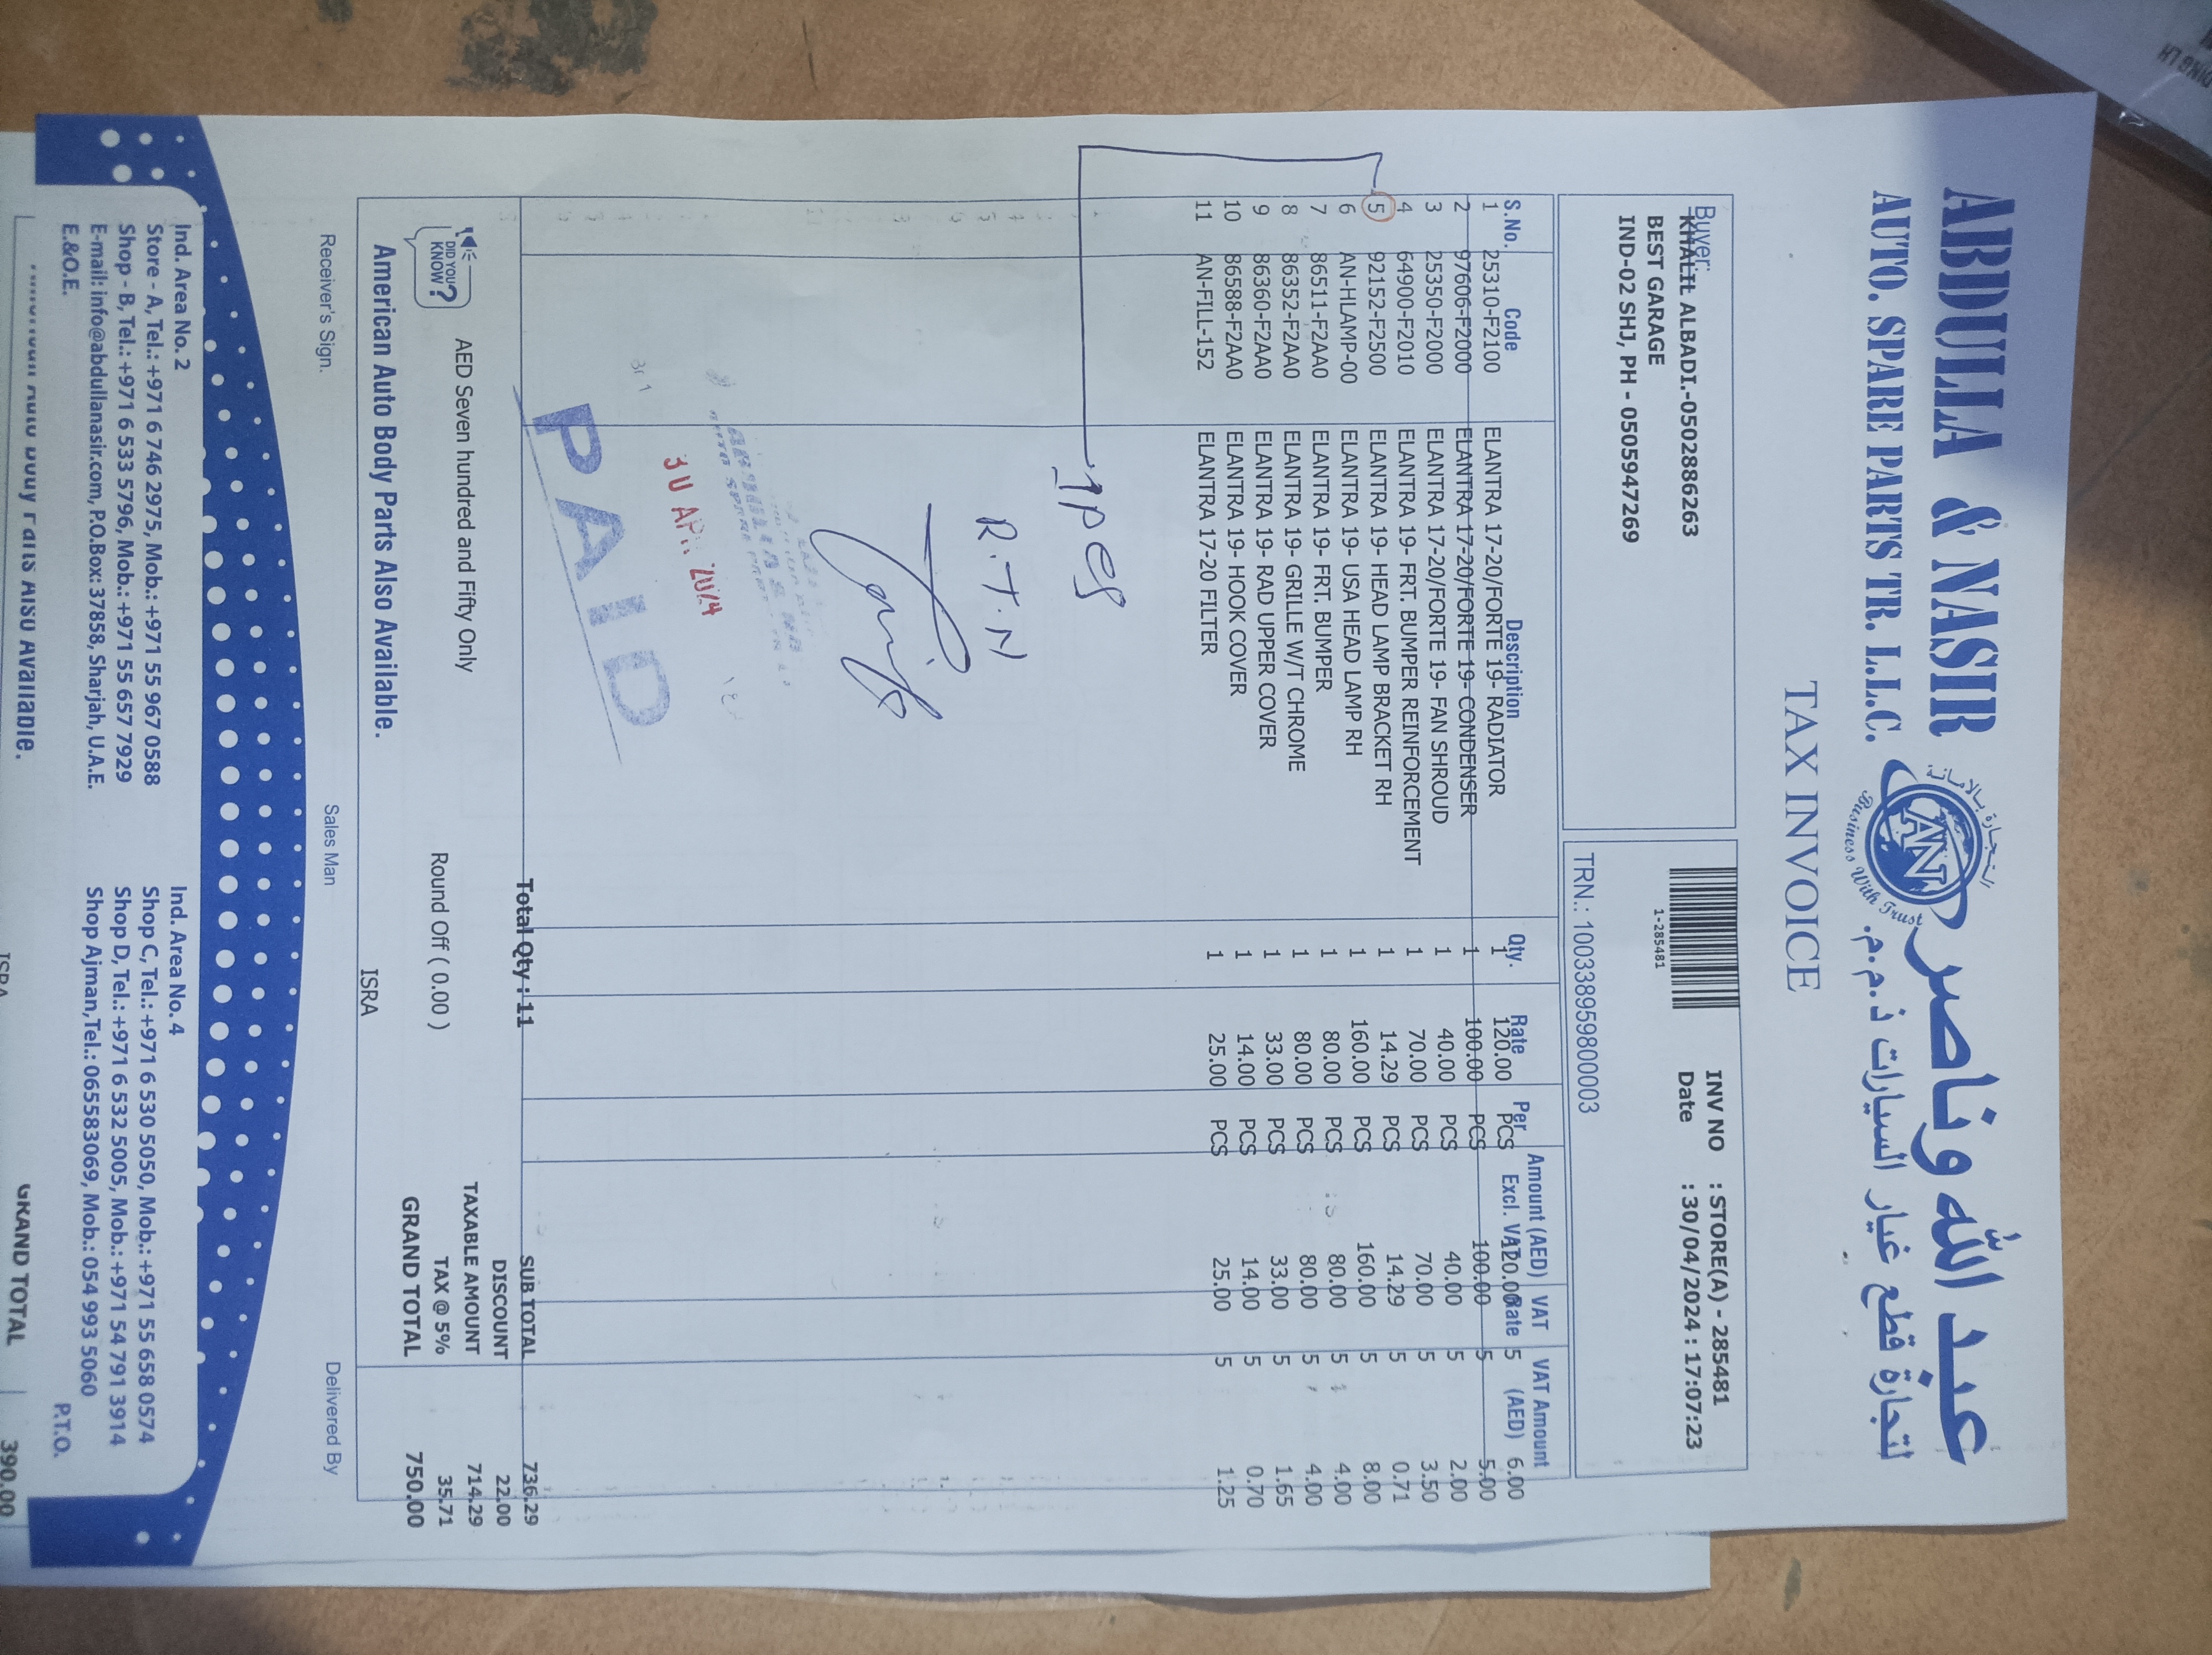 ABDULLA & NASIR
AUTO. SPARE PARTS TR. L.L.C.
عبد الله و ناصر
لتجارة قطع غيار السيارات ذ.م.م.
التجارة بالأمانة
AN
Business With Trust
TAX INVOICE
Buyer:
KHALIL ALBADI.-0502886263
BEST GARAGE
IND-02 SHJ, PH - 0505947269
1-285481
INV NO : STORE(A) - 285481
Date : 30/04/2024 : 17:07:23
TRN.: 100338959800003
S.No. Code Description Qty. Rate Per Amount (AED) Excl. VAT VAT Rate VAT Amount (AED)
1 25310-F2100 ELANTRA 17-20/FORTE 19- RADIATOR 1 120.00 PCS 120.00 5 6.00
2 97606-F2000 ELANTRA 17-20/FORTE 19- CONDENSER 1 100.00 PCS 100.00 5 5.00
3 25350-F2000 ELANTRA 17-20/FORTE 19- FAN SHROUD 1 40.00 PCS 40.00 5 2.00
4 64900-F2010 ELANTRA 19- FRT. BUMPER REINFORCEMENT 1 70.00 PCS 70.00 5 3.50
5 92152-F2500 ELANTRA 19- HEAD LAMP BRACKET RH 1 14.29 PCS 14.29 5 0.71
6 AN-HLAMP-00 ELANTRA 19- USA HEAD LAMP RH 1 160.00 PCS 160.00 5 8.00
7 86511-F2AA0 ELANTRA 19- FRT. BUMPER 1 80.00 PCS 80.00 5 4.00
8 86352-F2AA0 ELANTRA 19- GRILLE W/T CHROME 1 80.00 PCS 80.00 5 4.00
9 86360-F2AA0 ELANTRA 19- RAD UPPER COVER 1 33.00 PCS 33.00 5 1.65
10 86588-F2AA0 ELANTRA 19- HOOK COVER 1 14.00 PCS 14.00 5 0.70
11 AN-FILL-152 ELANTRA 17-20 FILTER 1 25.00 PCS 25.00 5 1.25
1pcs
R.T.N
30 APR 2024
PAID
Total Qty : 11
SUB TOTAL 736.29
DISCOUNT 22.00
TAXABLE AMOUNT 714.29
TAX @ 5% 35.71
GRAND TOTAL 750.00
DID YOU KNOW?
AED Seven hundred and Fifty Only
Round Off ( 0.00 )
American Auto Body Parts Also Available.
ISRA
Receiver's Sign.
Sales Man
Delivered By
Ind. Area No. 2
Store - A, Tel.: +971 6 746 2975, Mob.: +971 55 967 0588
Shop - B, Tel.: +971 6 533 5796, Mob.: +971 55 657 7929
E-mail: info@abdullanasir.com, P.O.Box: 37858, Sharjah, U.A.E.
E.&O.E.
Ind. Area No. 4
Shop C, Tel.: +971 6 530 5050, Mob.: +971 55 658 0574
Shop D, Tel.: +971 6 532 5005, Mob.: +971 54 791 3914
Shop Ajman,Tel.: 065583069, Mob.: 054 993 5060
P.T.O.
Parts Also Available.
ISRA
GRAND TOTAL 390.00